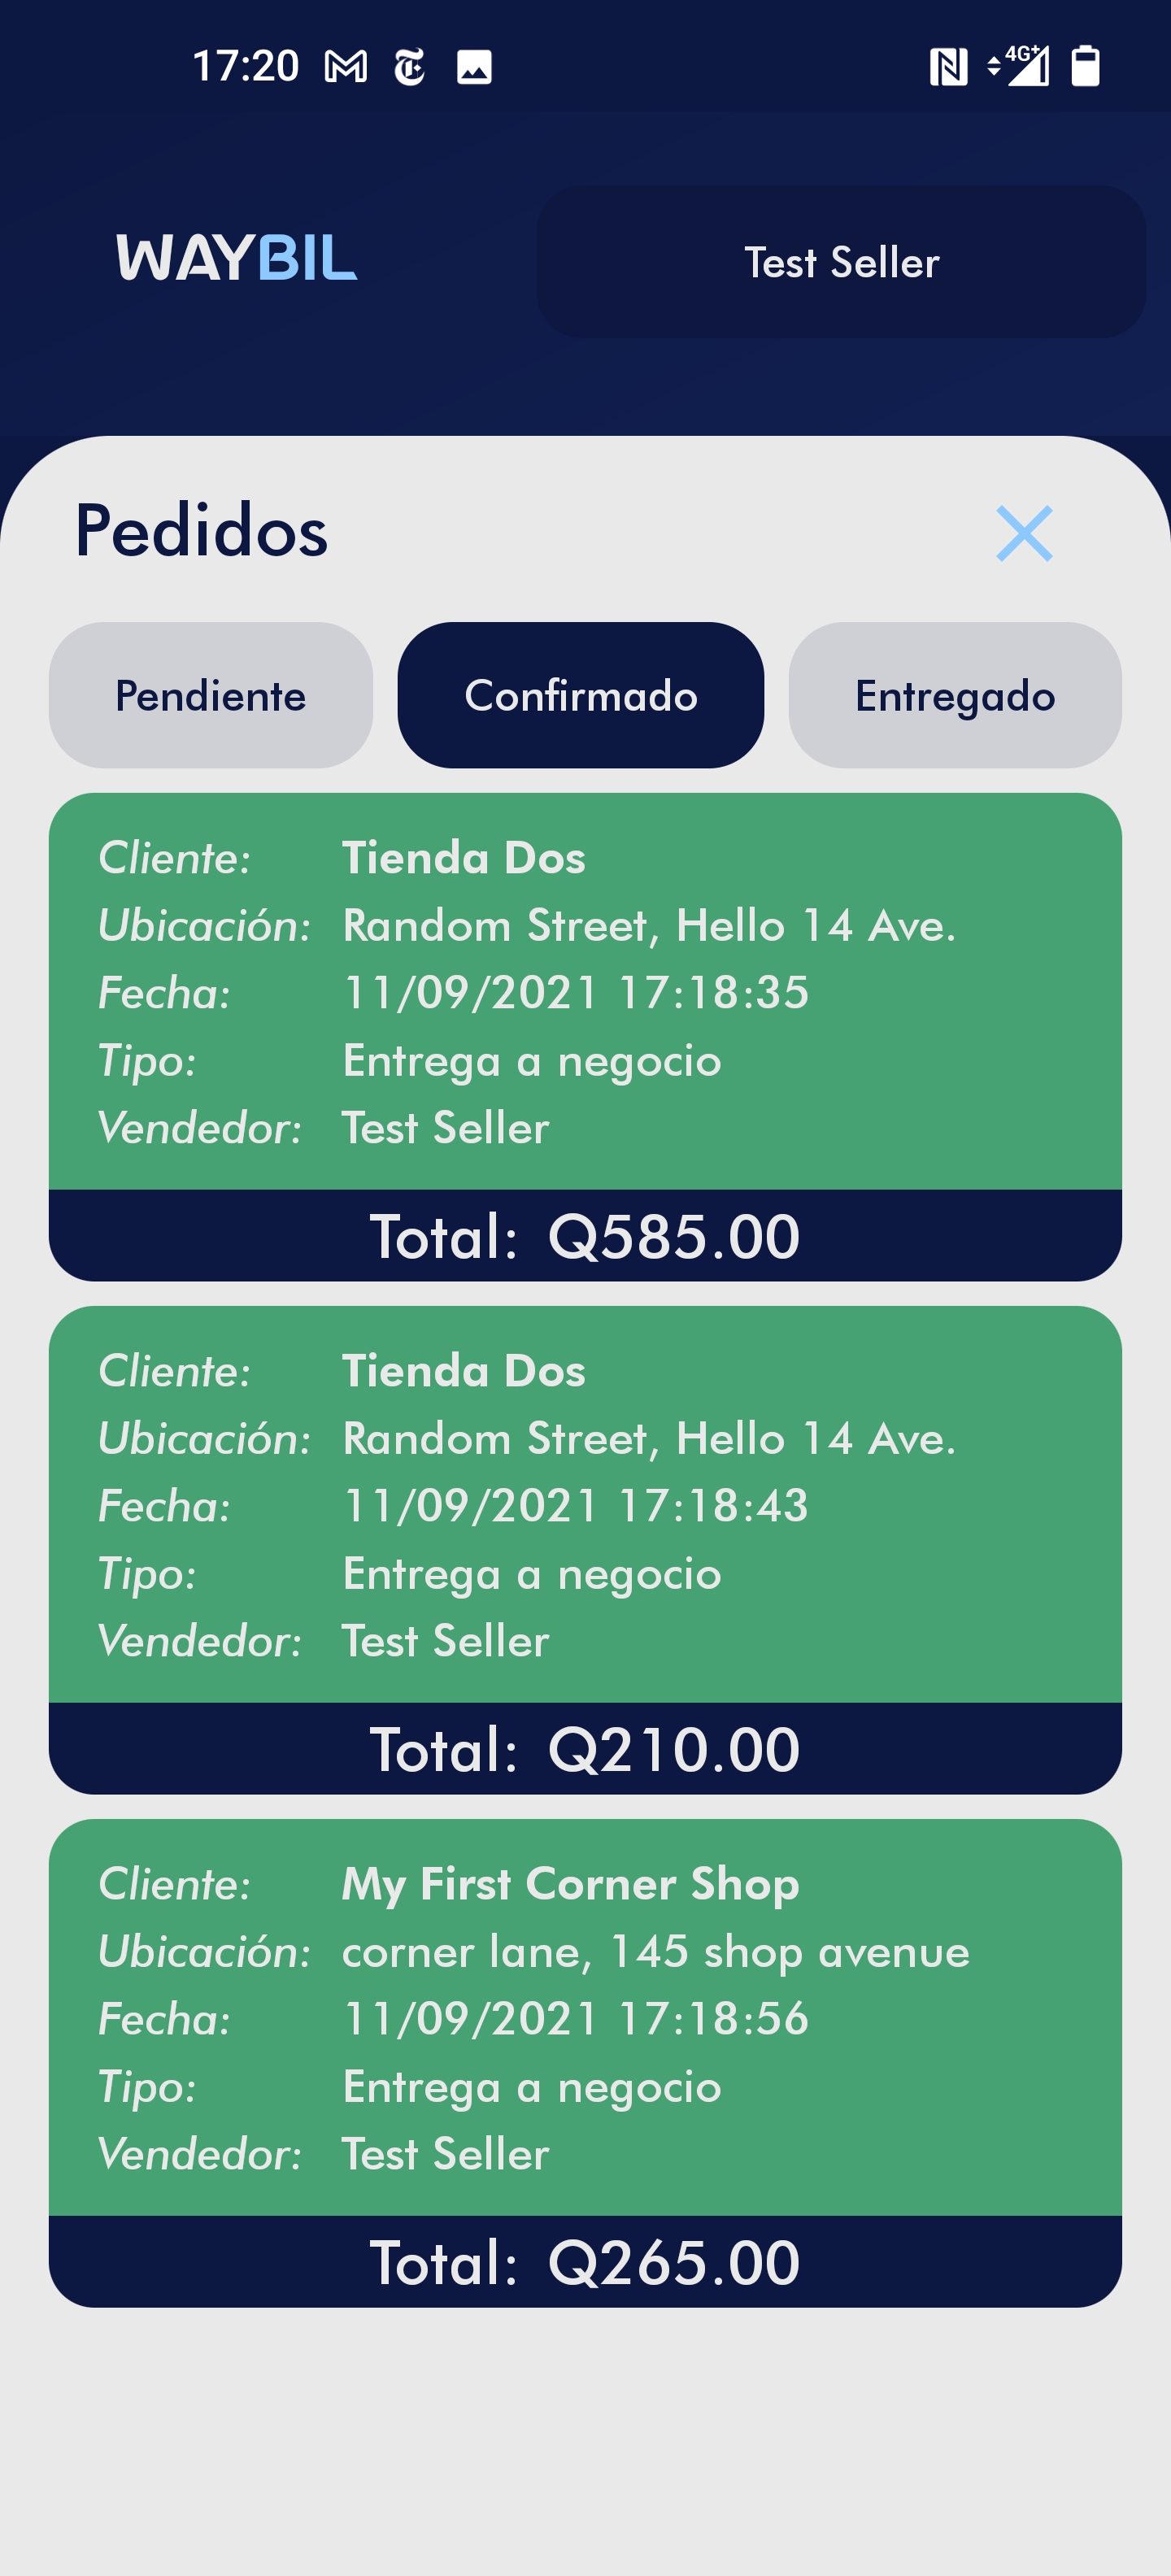 17:20
4G+
WAYBIL
Test Seller
Pedidos
Pendiente Confirmado Entregado
Cliente: Tienda Dos
Ubicación: Random Street, Hello 14 Ave.
Fecha: 11/09/2021 17:18:35
Tipo: Entrega a negocio
Vendedor: Test Seller
Total: Q585.00
Cliente: Tienda Dos
Ubicación: Random Street, Hello 14 Ave.
Fecha: 11/09/2021 17:18:43
Tipo: Entrega a negocio
Vendedor: Test Seller
Total: Q210.00
Cliente: My First Corner Shop
Ubicación: corner lane, 145 shop avenue
Fecha: 11/09/2021 17:18:56
Tipo: Entrega a negocio
Vendedor: Test Seller
Total: Q265.00